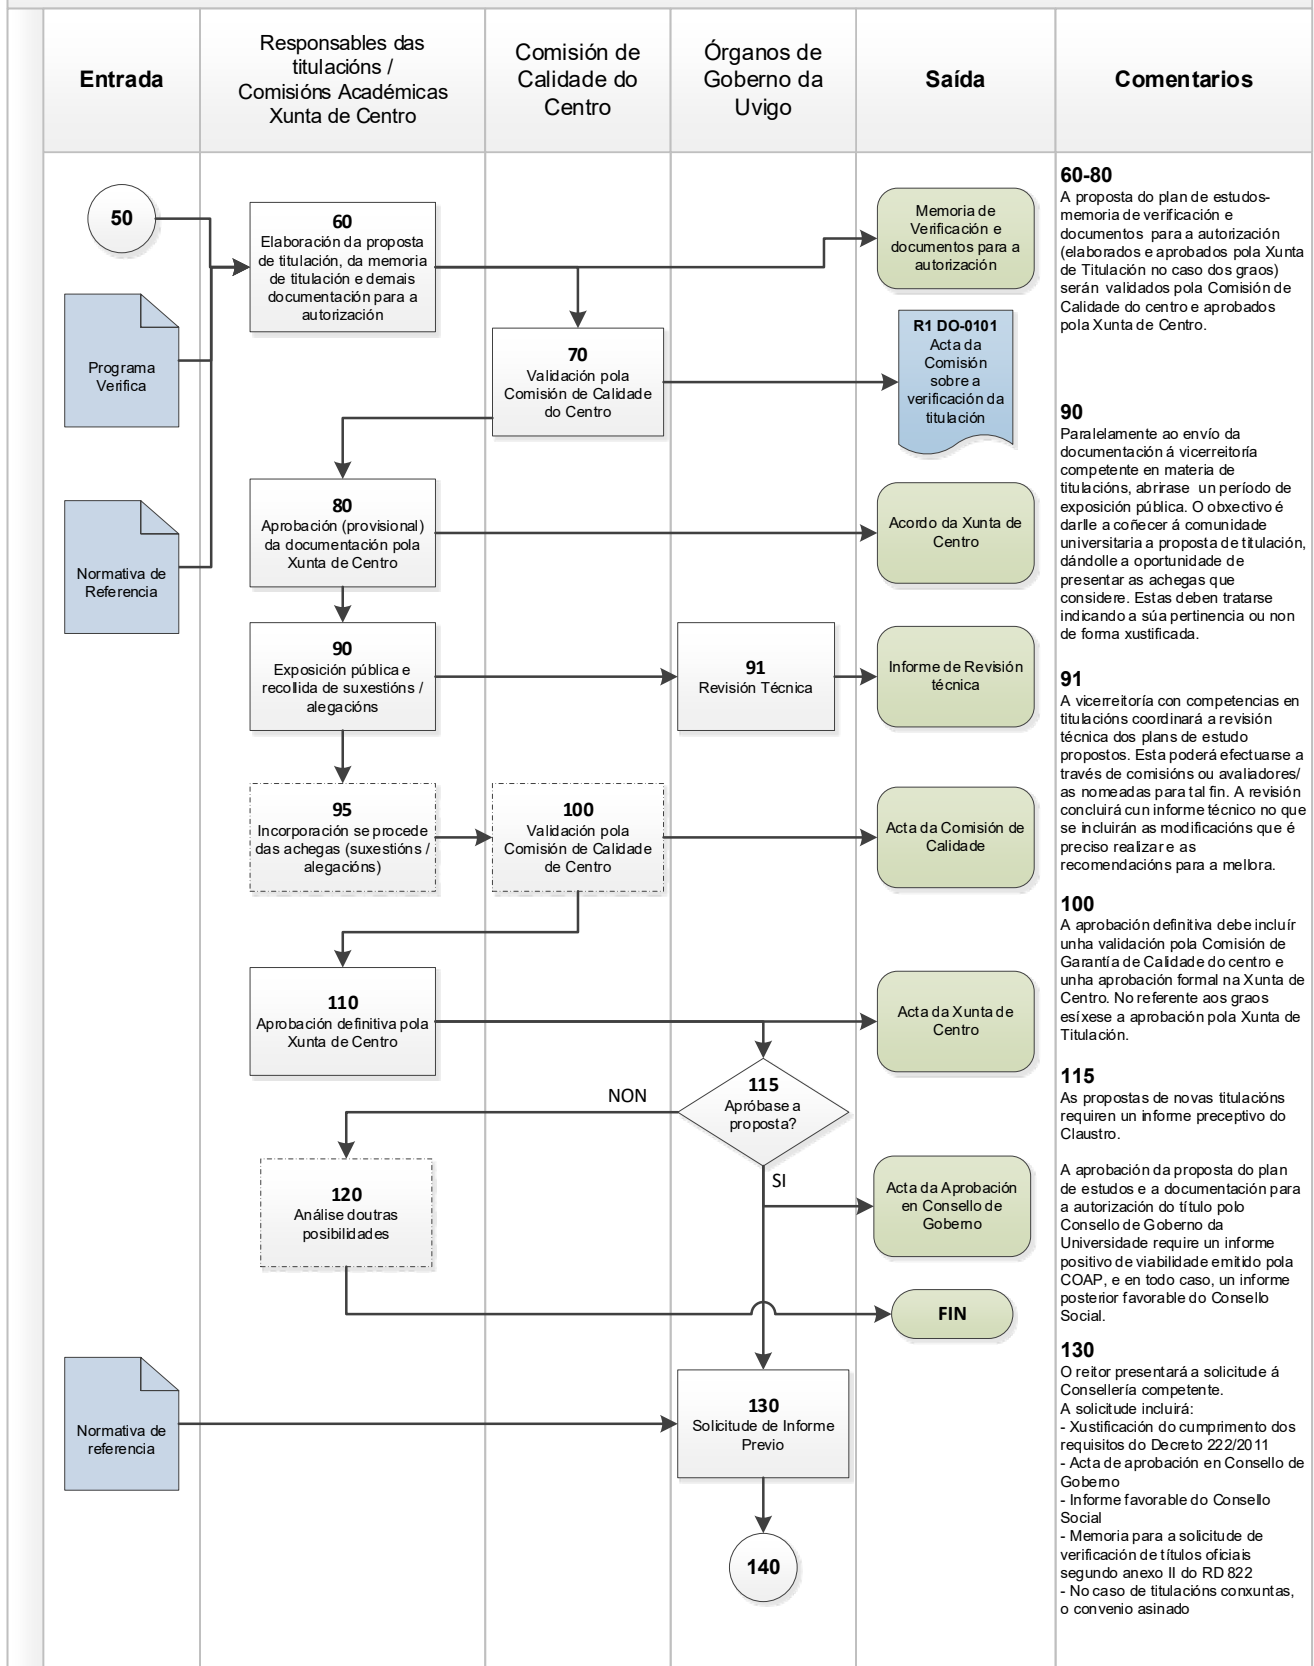 Entrada
Responsables das
titulacións /
Comisións Académicas
Xunta de Centro
Comisión de
Calidade do
Centro
Órganos de
Goberno da
Uvigo
Saída
Comentarios
50
60
Elaboración da proposta
de titulación, da memoria
de titulación e demais
documentación para a
autorización
Memoria de
Verificación e
documentos para a
autorización
Programa
Verifica
70
Validación pola
Comisión de Calidade
do Centro
R1 DO-0101
Acta da
Comisión
sobre a
verificación da
titulación
Normativa de
Referencia
80
Aprobación (provisional)
da documentación pola
Xunta de Centro
Acordo da Xunta de
Centro
90
Exposición pública e
recollida de suxestións /
alegacións
91
Revisión Técnica
Informe de Revisión
técnica
95
Incorporación se procede
das achegas (suxestións /
alegacións)
100
Validación pola
Comisión de Calidade
de Centro
Acta da Comisión de
Calidade
110
Aprobación definitiva pola
Xunta de Centro
Acta da Xunta de
Centro
115
Apróbase a
proposta?
NON
SI
120
Análise doutras
posibilidades
Acta da Aprobación
en Consello de
Goberno
FIN
Normativa de
referencia
130
Solicitude de Informe
Previo
140
60-80
A proposta do plan de estudos-
memoria de verificación e
documentos para a autorización
(elaborados e aprobados pola Xunta
de Titulación no caso dos graos)
serán validados pola Comisión de
Calidade do centro e aprobados
pola Xunta de Centro.
90
Paralelamente ao envío da
documentación á vicerreitoría
competente en materia de
titulacións, abrirase un período de
exposición pública. O obxectivo é
darlle a coñecer á comunidade
universitaria a proposta de titulación,
dándolle a oportunidade de
presentar as achegas que
considere. Estas deben tratarse
indicando a súa pertinencia ou non
de forma xustificada.
91
A vicerreitoría con competencias en
titulacións coordinará a revisión
técnica dos plans de estudo
propostos. Esta poderá efectuarse a
través de comisións ou avaliadores/
as nomeadas para tal fin. A revisión
concluirá cun informe técnico no que
se incluirán as modificacións que é
preciso realizar e as
recomendacións para a mellora.
100
A aprobación definitiva debe incluír
unha validación pola Comisión de
Garantía de Calidade do centro e
unha aprobación formal na Xunta de
Centro. No referente aos graos
esíxese a aprobación pola Xunta de
Titulación.
115
As propostas de novas titulacións
requiren un informe preceptivo do
Claustro.
A aprobación da proposta do plan
de estudos e a documentación para
a autorización do título polo
Consello de Goberno da
Universidade require un informe
positivo de viabilidade emitido pola
COAP, e en todo caso, un informe
posterior favorable do Consello
Social.
130
O reitor presentará a solicitude á
Consellería competente.
A solicitude incluirá:
- Xustificación do cumprimento dos
requisitos do Decreto 222/2011
- Acta de aprobación en Consello de
Goberno
- Informe favorable do Consello
Social
- Memoria para a solicitude de
verificación de títulos oficiais
segundo anexo II do RD 822
- No caso de titulacións conxuntas,
o convenio asinado